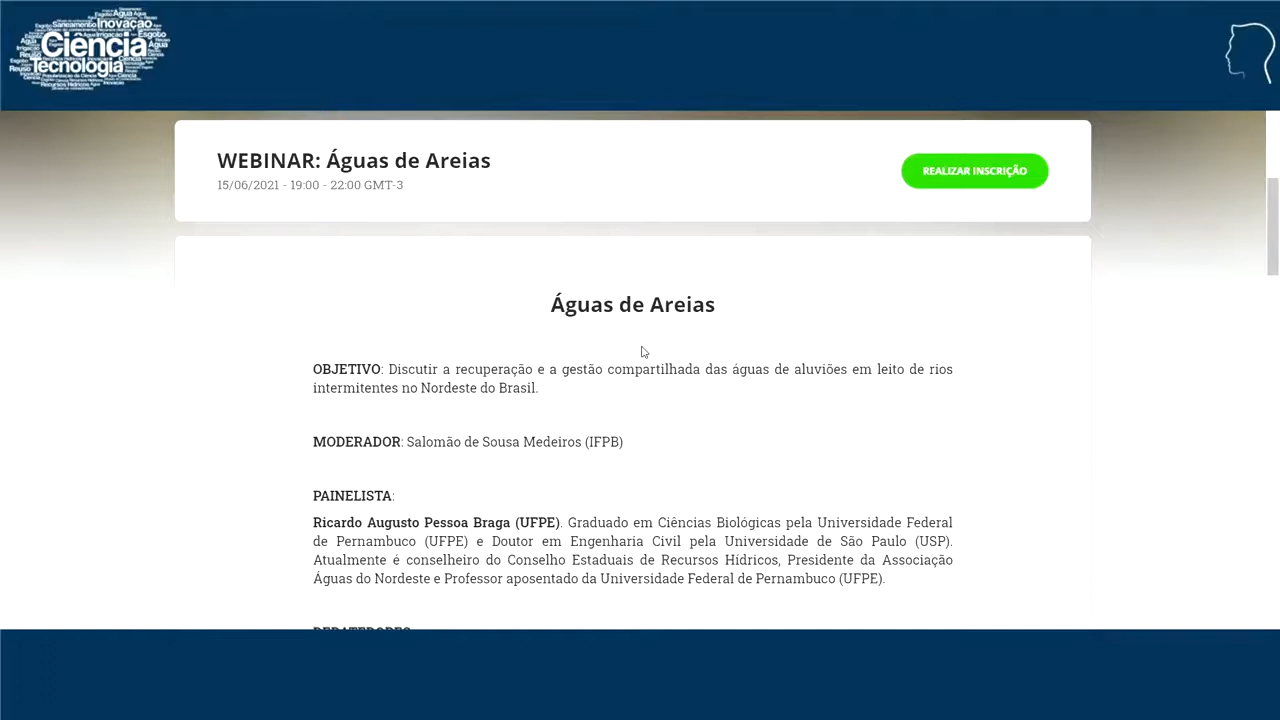 Inovação
Esgoto
Ciência
Água
Reuso
Tecnologia
WEBINAR: Águas de Areias
15/06/2021 - 19:00 - 22:00 GMT-3
REALIZAR INSCRIÇÃO
Águas de Areias
OBJETIVO: Discutir a recuperação e a gestão compartilhada das águas de aluviões em leito de rios
intermitentes no Nordeste do Brasil.
MODERADOR: Salomão de Sousa Medeiros (IFPB)
PAINELISTA:
Ricardo Augusto Pessoa Braga (UFPE). Graduado em Ciências Biológicas pela Universidade Federal
de Pernambuco (UFPE) e Doutor em Engenharia Civil pela Universidade de São Paulo (USP).
Atualmente é conselheiro do Conselho Estaduais de Recursos Hídricos, Presidente da Associação
Águas do Nordeste e Professor aposentado da Universidade Federal de Pernambuco (UFPE).